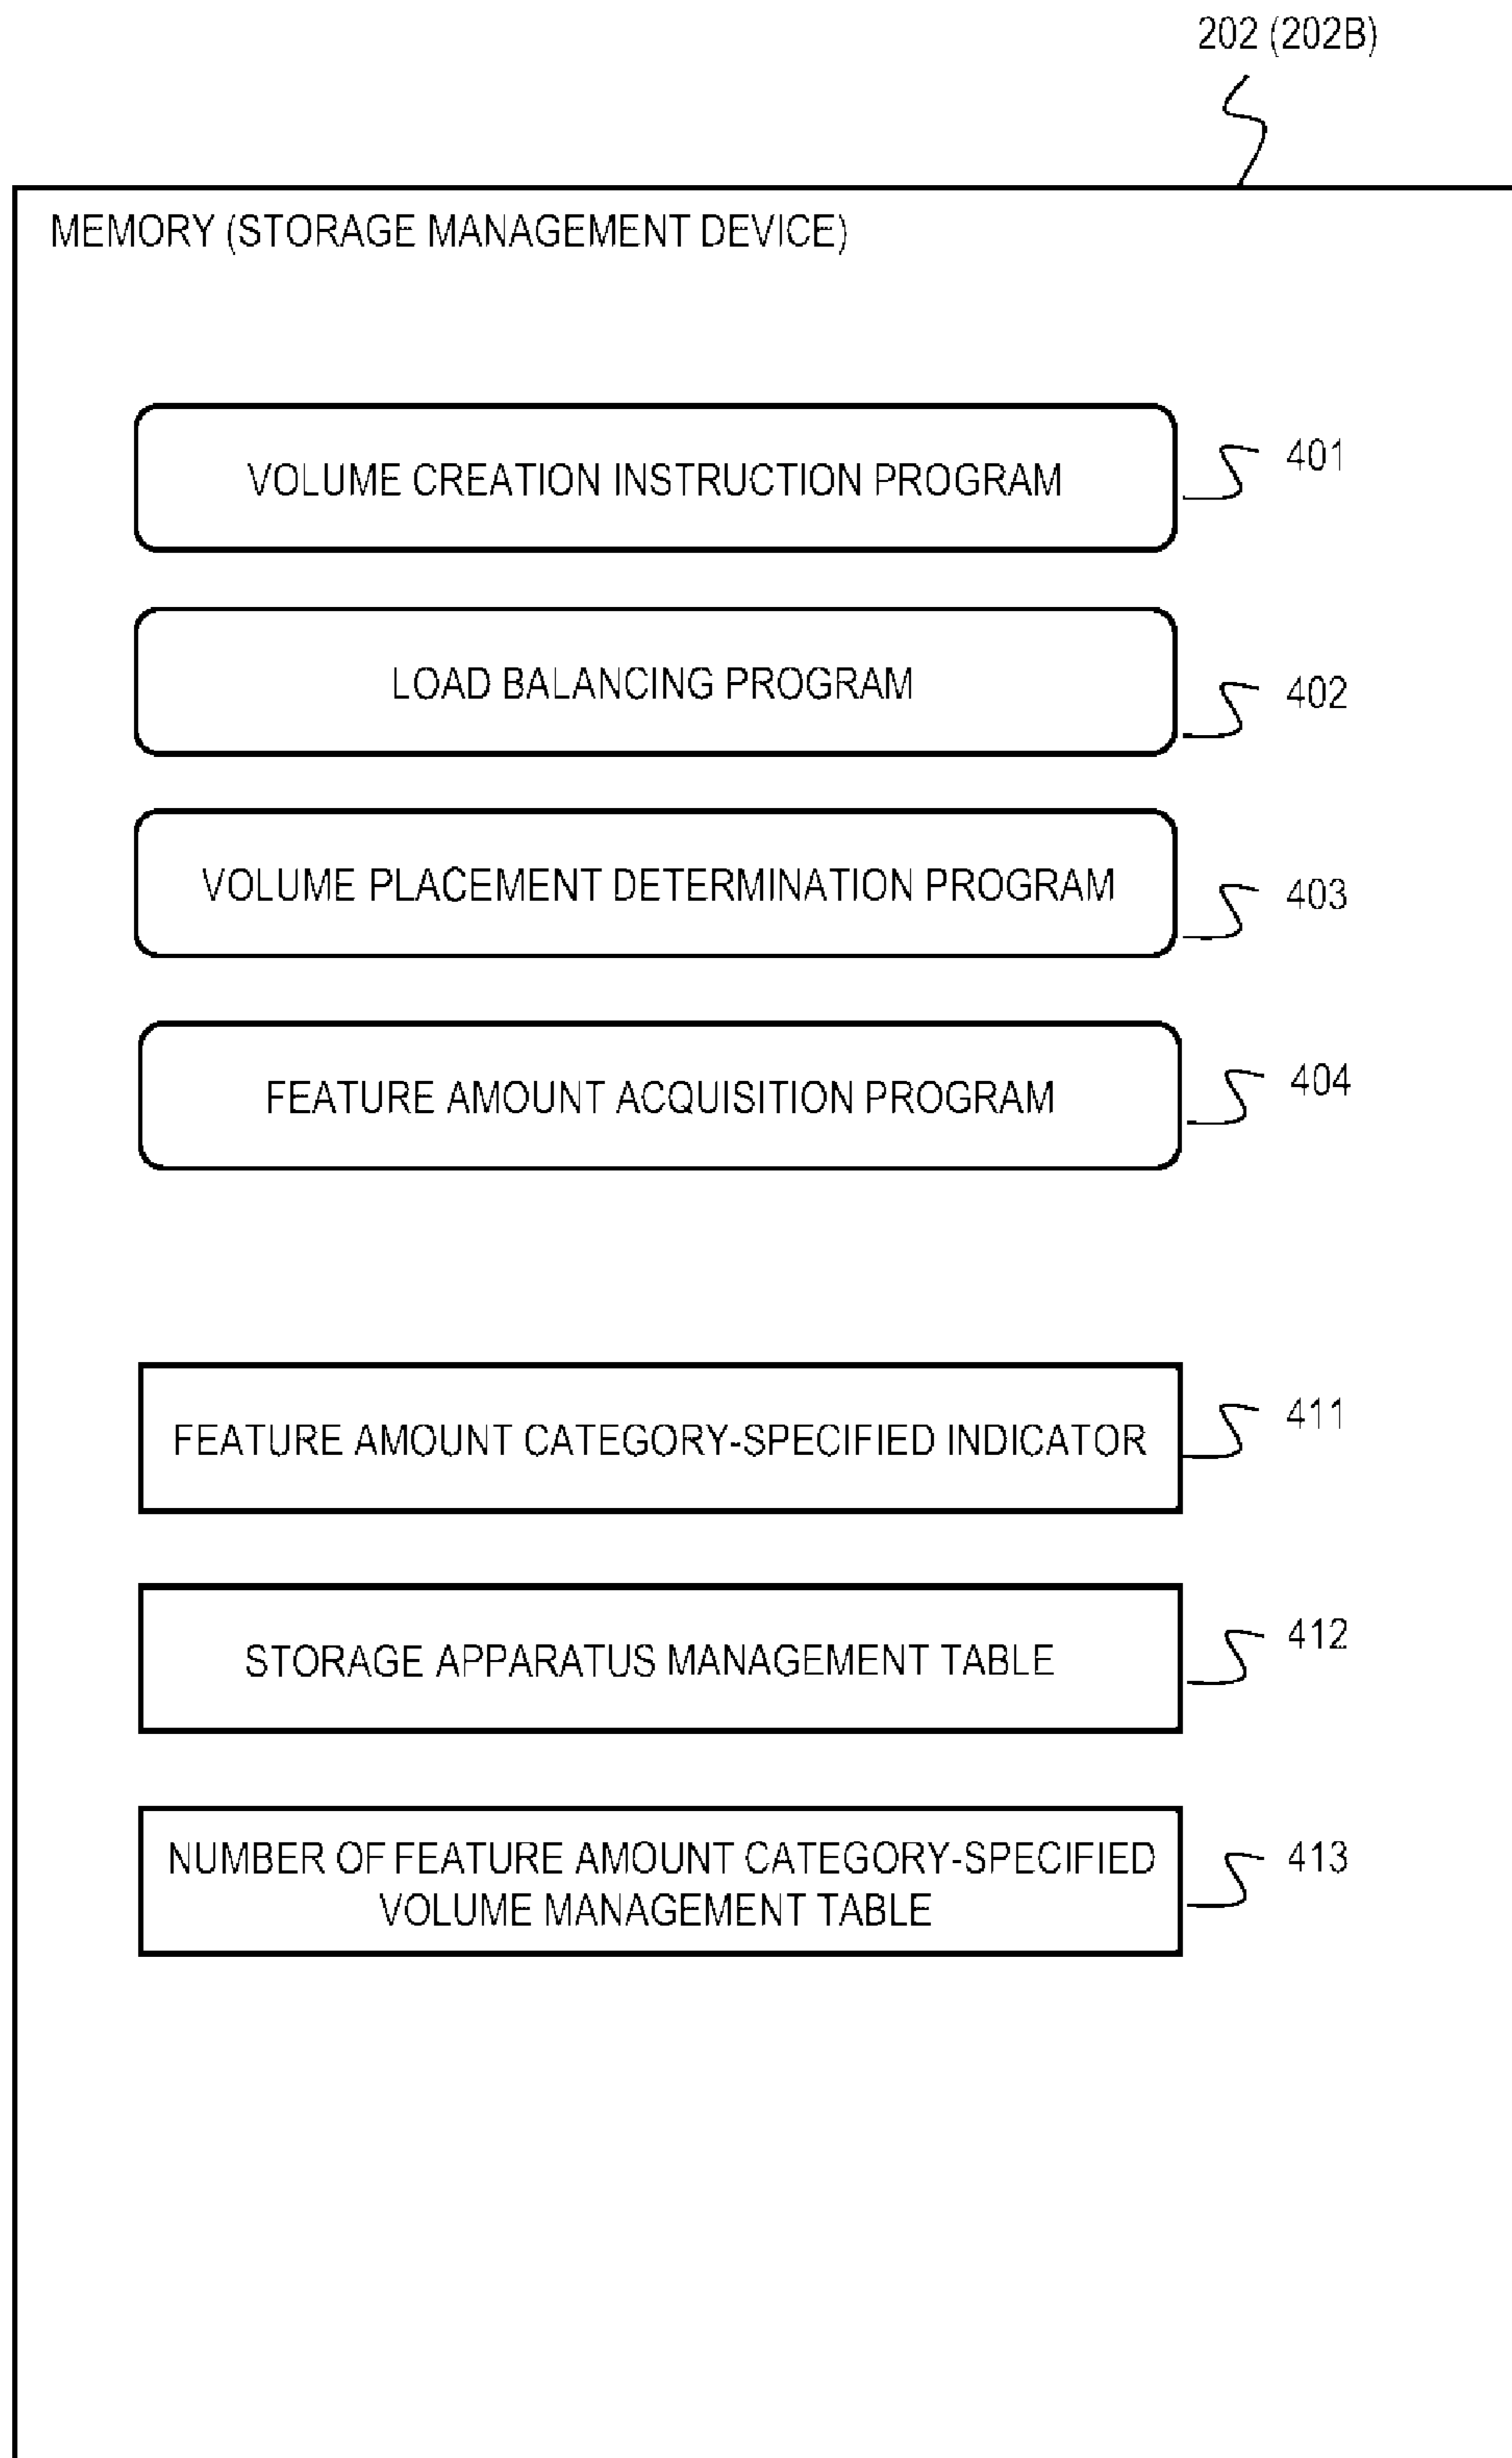 202 (202B)
MEMORY (STORAGE MANAGEMENT DEVICE)
VOLUME CREATION INSTRUCTION PROGRAM
401
LOAD BALANCING PROGRAM
402
VOLUME PLACEMENT DETERMINATION PROGRAM
403
FEATURE AMOUNT ACQUISITION PROGRAM
404
FEATURE AMOUNT CATEGORY-SPECIFIED INDICATOR
411
STORAGE APPARATUS MANAGEMENT TABLE
412
NUMBER OF FEATURE AMOUNT CATEGORY-SPECIFIED
VOLUME MANAGEMENT TABLE
413